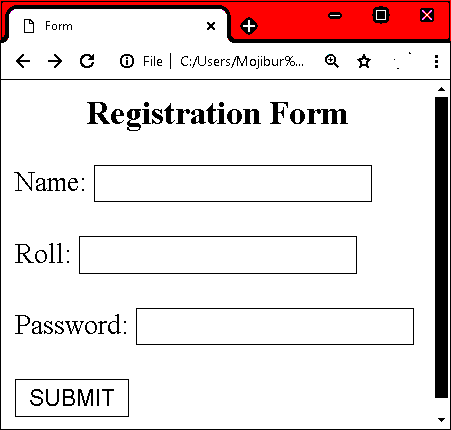 Form
File C:/Users/Mojibur%...
Registration Form
Name:
Roll:
Password:
SUBMIT